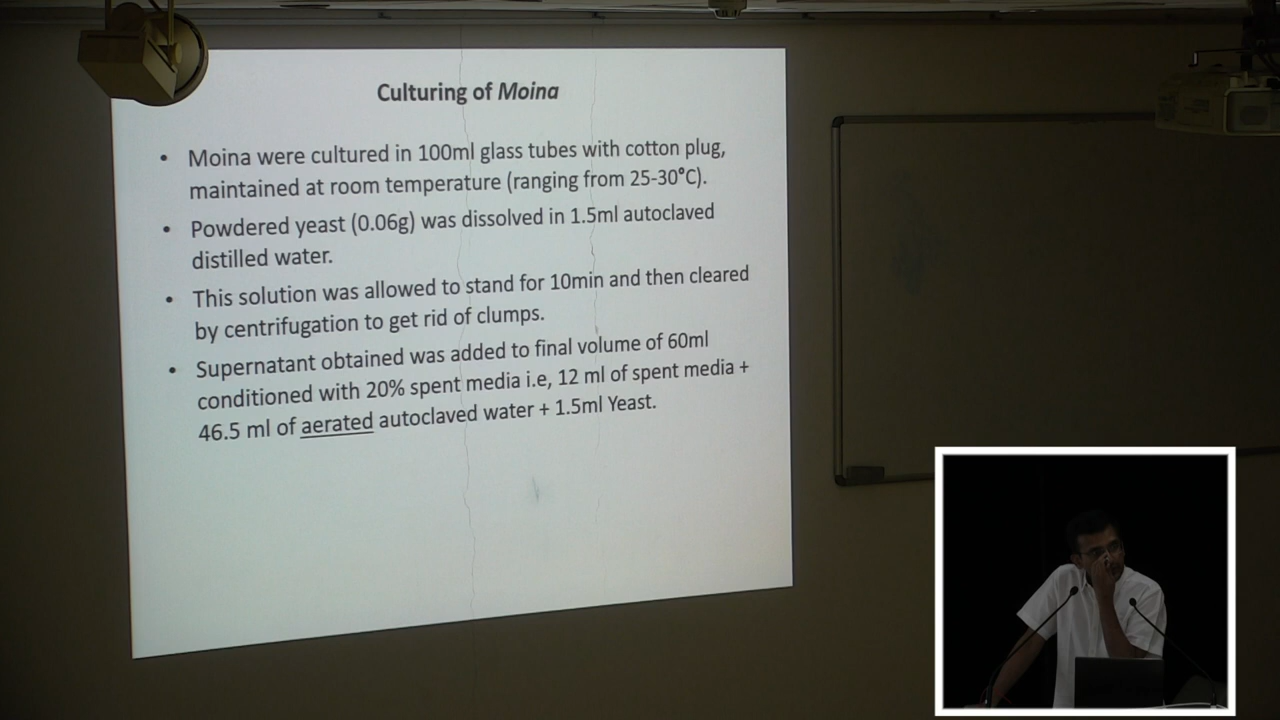 Culturing of Moina
• Moina were cultured in 100ml glass tubes with cotton plug,
maintained at room temperature (ranging from 25-30°C).
• Powdered yeast (0.06g) was dissolved in 1.5ml autoclaved
distilled water.
• This solution was allowed to stand for 10min and then cleared
by centrifugation to get rid of clumps.
• Supernatant obtained was added to final volume of 60ml
conditioned with 20% spent media i.e, 12 ml of spent media +
46.5 ml of aerated autoclaved water + 1.5ml Yeast.